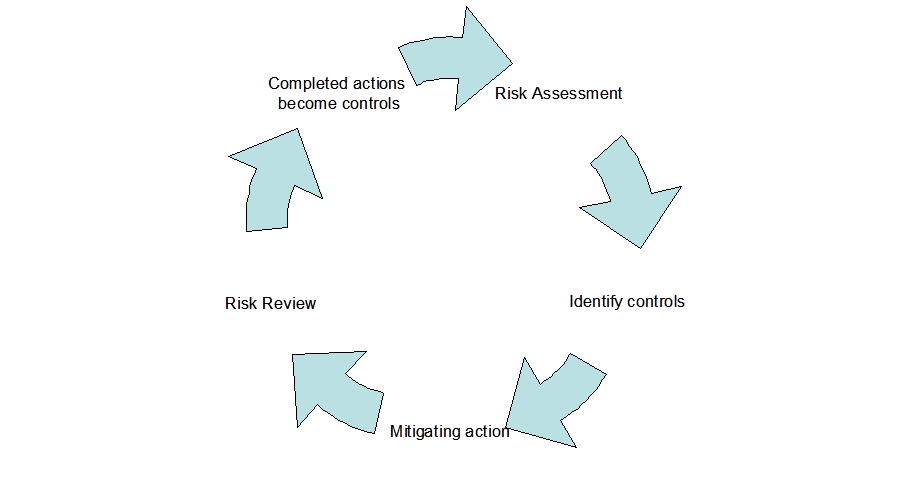 Completed actions
become controls
Risk Assessment
Identify controls
Mitigating action
Risk Review